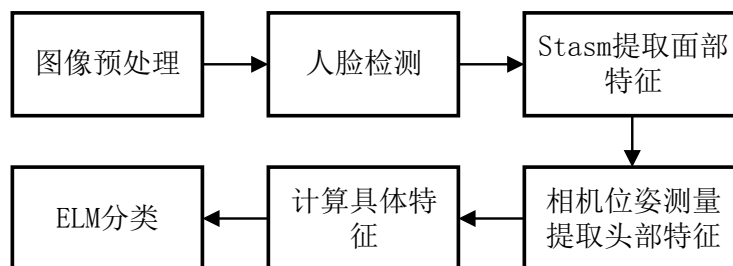 图像预处理
人脸检测
Stasm提取面部
特征
相机位姿测量
提取头部特征
计算具体特
征
ELM分类